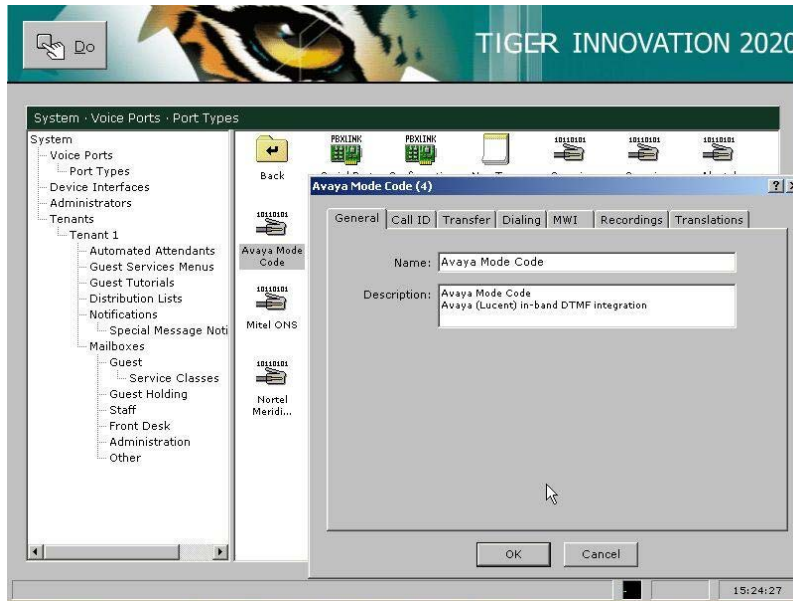 Do
TIGER INNOVATION 2020
System · Voice Ports · Port Types
System
Voice Ports
Port Types
Device Interfaces
Administrators
Tenants
Tenant 1
Automated Attendants
Guest Services Menus
Guest Tutorials
Distribution Lists
Notifications
Special Message Noti
Mailboxes
Guest
Service Classes
Guest Holding
Staff
Front Desk
Administration
Other
Back
PBXLINK
PBXLINK
10110101
10110101
10110101
10110101
Avaya Mode
Code
10110101
Mitel ONS
10110101
Nortel
Meridi...
Avaya Mode Code (4)
General
Call ID
Transfer
Dialing
MWI
Recordings
Translations
Name:
Avaya Mode Code
Description:
Avaya Mode Code
Avaya (Lucent) in-band DTMF integration
OK
Cancel
15:24:27